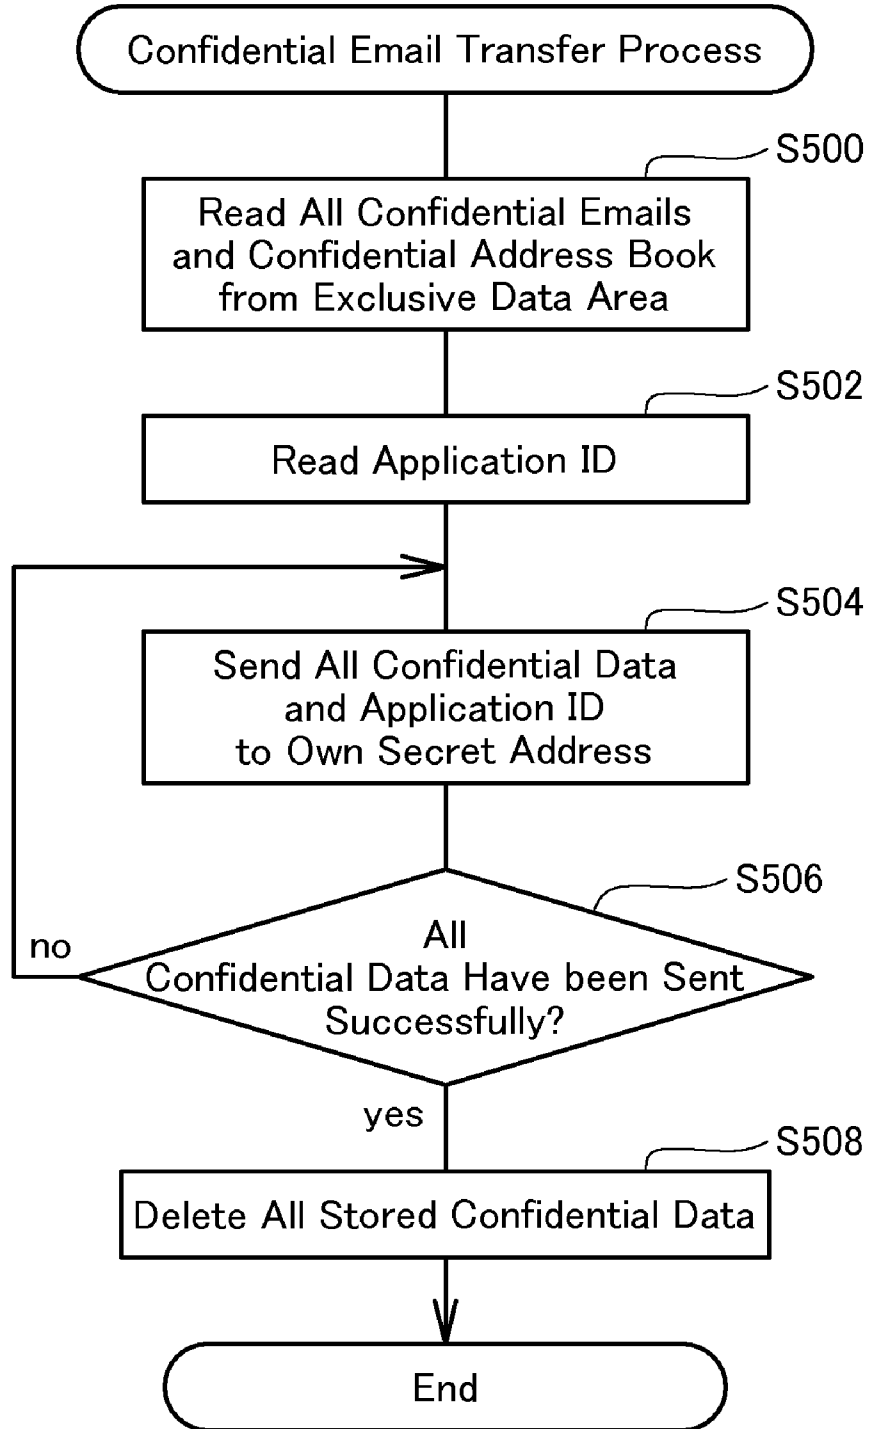 Confidential Email Transfer Process
S500
Read All Confidential Emails
and Confidential Address Book
from Exclusive Data Area
S502
Read Application ID
S504
Send All Confidential Data
and Application ID
to Own Secret Address
S506
All
Confidential Data Have been Sent
Successfully?
no
yes
S508
Delete All Stored Confidential Data
End